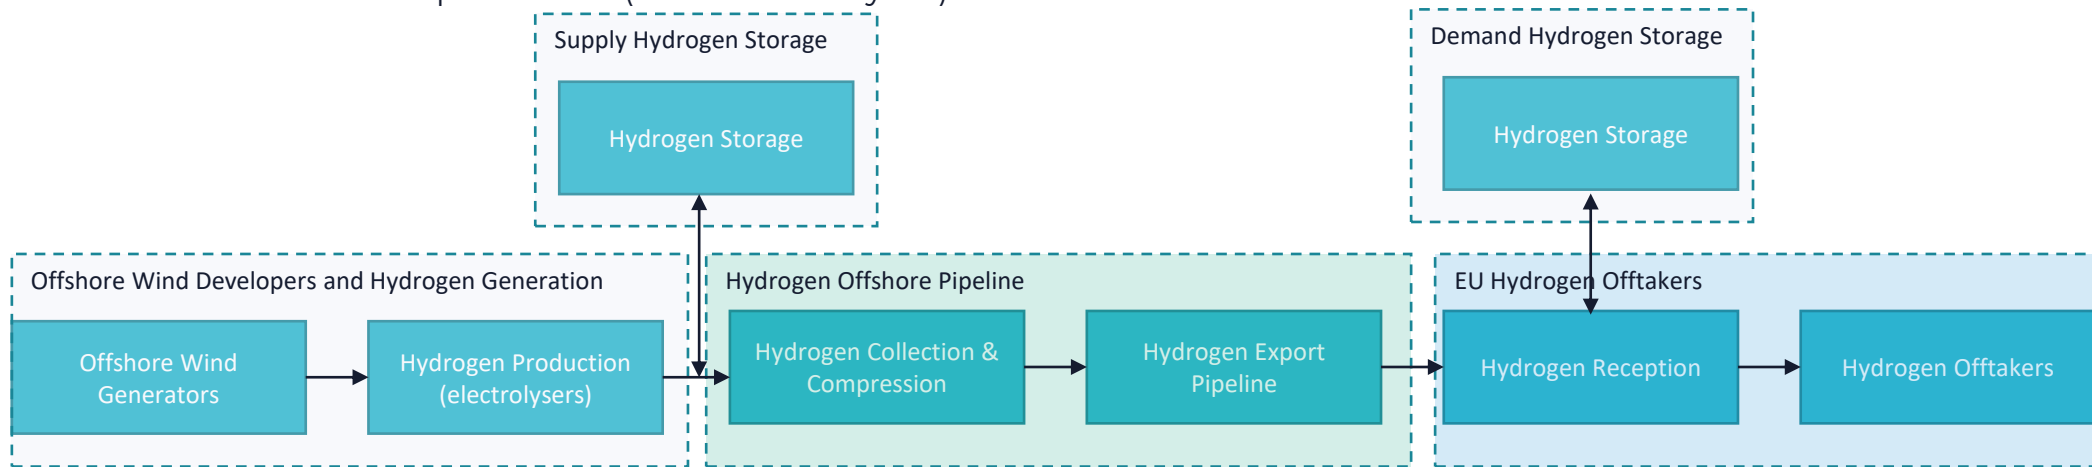 Supply Hydrogen Storage
Hydrogen Storage
Demand Hydrogen Storage
Hydrogen Storage
Offshore Wind Developers and Hydrogen Generation
Offshore Wind
Generators
Hydrogen Production
(electrolysers)
Hydrogen Offshore Pipeline
Hydrogen Collection &
Compression
Hydrogen Export
Pipeline
EU Hydrogen Offtakers
Hydrogen Reception
Hydrogen Offtakers